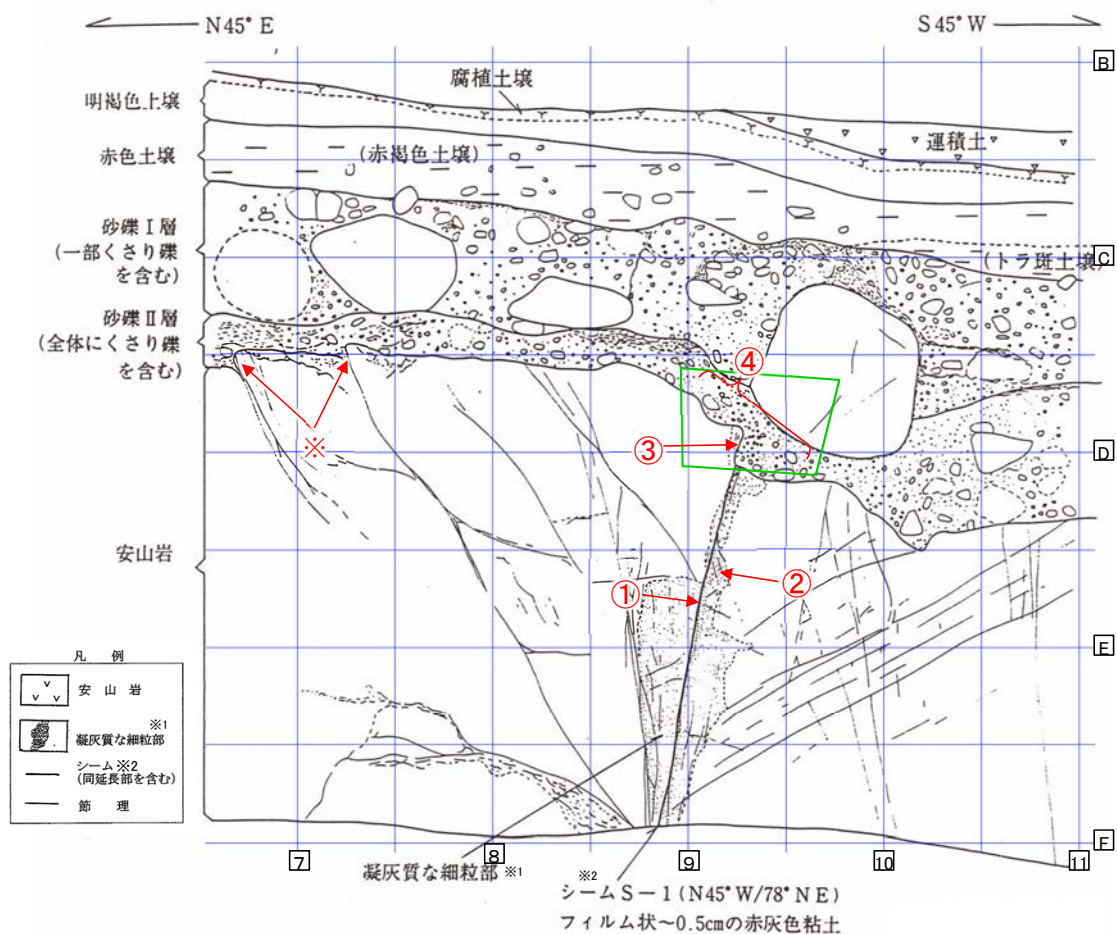 N45°E
S45°W
B
腐植土壌
明褐色土壌
運積土
赤色土壌
(赤褐色土壌)
砂礫Ⅰ層
(一部くさり礫
を含む)
C
(トラ斑土壌)
砂礫Ⅱ層
(全体にくさり礫
を含む)
④
③
※
D
安山岩
①
②
E
凡 例
v
v v
安 山 岩
※1
凝灰質な細粒部
シーム※2
(同延長部を含む)
節 理
F
7
8
9
10
11
凝灰質な細粒部 ※1
※2
シームS-1(N45°W/78°NE)
フィルム状~0.5cmの赤灰色粘土